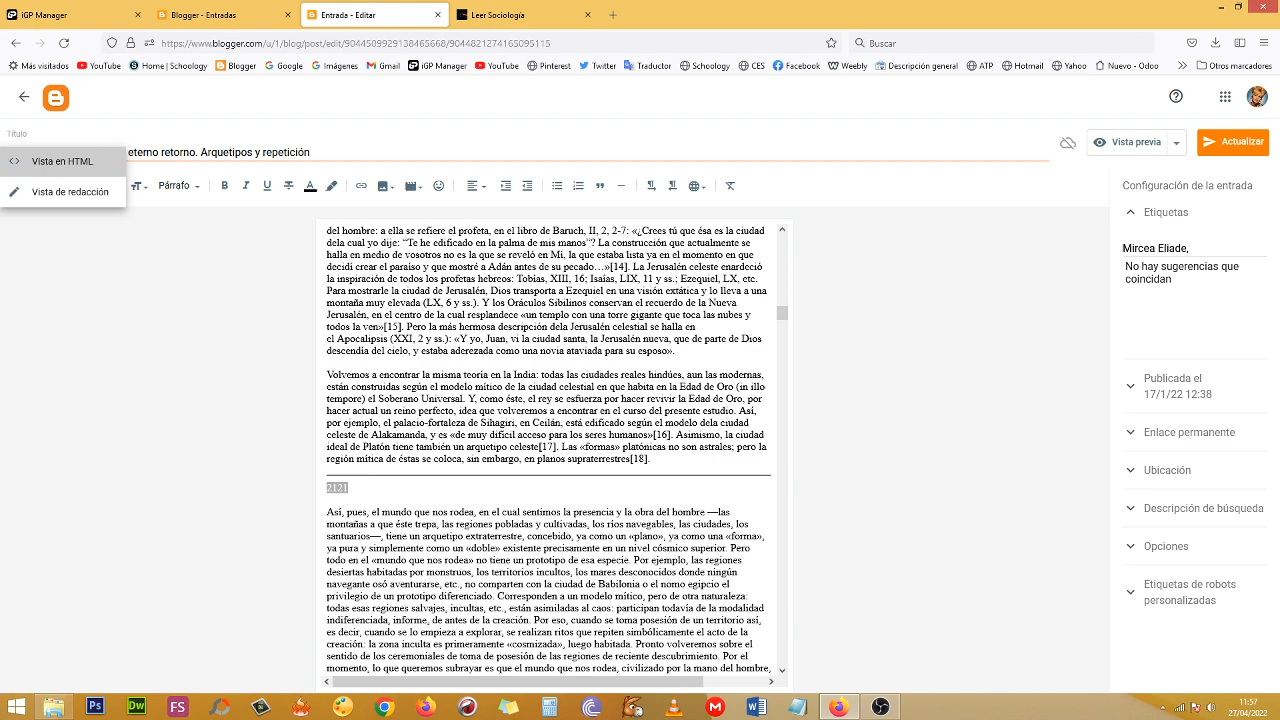 iGP Manager
Blogger - Entradas
Entrada - Editar
Leer Sociología
https://www.blogger.com/u/1/blog/post/edit/9044509929138465668/9044821274165095115
Buscar
Más visitados
YouTube
Home | Schoology
Blogger
Google
Imágenes
Gmail
iGP Manager
YouTube
Pinterest
Twitter
Traductor
Schoology
CES
Facebook
Weebly
Descripción general
ATP
Hotmail
Yahoo
Nuevo - Odoo
Otros marcadores
Título
Vista en HTML
Vista de redacción
eterno retorno. Arquetipos y repetición
Vista previa
Actualizar
Párrafo
del hombre: a ella se refiere el profeta, en el libro de Baruch, II, 2, 2-7: «¿Crees tú que ésa es la ciudad
dela cual yo dije: “Te he edificado en la palma de mis manos”? La construcción que actualmente se
halla en medio de vosotros no es la que se reveló en Mi, la que estaba lista ya en el momento en que
decidí crear el paraíso y que mostré a Adán antes de su pecado…»[14]. La Jerusalén celeste enardeció
la inspiración de todos los profetas hebreos: Tobías, XIII, 16; Isaías, LIX, 11 y ss.; Ezequiel, LX, etc.
Para mostrarle la ciudad de Jerusalén, Dios transporta a Ezequiel en una visión extática y lo lleva a una
montaña muy elevada (LX, 6 y ss.). Y los Oráculos Sibilinos conservan el recuerdo de la Nueva
Jerusalén, en el centro de la cual resplandece «un templo con una torre gigante que toca las nubes y
todos la ven»[15]. Pero la más hermosa descripción dela Jerusalén celestial se halla en
el Apocalipsis (XXI, 2 y ss.): «Y yo, Juan, vi la ciudad santa, la Jerusalén nueva, que de parte de Dios
descendía del cielo, y estaba aderezada como una novia ataviada para su esposo».
Volvemos a encontrar la misma teoría en la India: todas las ciudades reales hindúes, aun las modernas,
están construidas según el modelo mítico de la ciudad celestial en que habita en la Edad de Oro (in illo
tempore) el Soberano Universal. Y, como éste, el rey se esfuerza por hacer revivir la Edad de Oro, por
hacer actual un reino perfecto, idea que volveremos a encontrar en el curso del presente estudio. Así,
por ejemplo, el palacio-fortaleza de Sihagiri, en Ceilán, está edificado según el modelo dela ciudad
celeste de Alakamanda, y es «de muy difícil acceso para los seres humanos»[16]. Asimismo, la ciudad
ideal de Platón tiene también un arquetipo celeste[17]. Las «formas» platónicas no son astrales; pero la
región mítica de éstas se coloca, sin embargo, en planos supraterrestres[18].
2121
Así, pues, el mundo que nos rodea, en el cual sentimos la presencia y la obra del hombre —las
montañas a que éste trepa, las regiones pobladas y cultivadas, los ríos navegables, las ciudades, los
santuarios—, tiene un arquetipo extraterrestre, concebido, ya como un «plano», ya como una «forma»,
ya pura y simplemente como un «doble» existente precisamente en un nivel cósmico superior. Pero
todo en el «mundo que nos rodea» no tiene un prototipo de esa especie. Por ejemplo, las regiones
desiertas habitadas por monstruos, los territorios incultos, los mares desconocidos donde ningún
navegante osó aventurarse, etc., no comparten con la ciudad de Babilonia o el nomo egipcio el
privilegio de un prototipo diferenciado. Corresponden a un modelo mítico, pero de otra naturaleza:
todas esas regiones salvajes, incultas, etc., están asimiladas al caos: participan todavía de la modalidad
indiferenciada, informe, de antes de la creación. Por eso, cuando se toma posesión de un territorio así,
es decir, cuando se lo empieza a explorar, se realizan ritos que repiten simbólicamente el acto de la
creación: la zona inculta es primeramente «cosmizada», luego habitada. Pronto volveremos sobre el
sentido de los ceremoniales de toma de posesión de las regiones de reciente descubrimiento. Por el
momento, lo que queremos subrayar es que el mundo que nos rodea, civilizado por la mano del hombre,
Configuración de la entrada
Etiquetas
Mircea Eliade,
No hay sugerencias que
coincidan
Publicada el
17/1/22 12:38
Enlace permanente
Ubicación
Descripción de búsqueda
Opciones
Etiquetas de robots
personalizadas
Ps
Dw
FS
11:57
27/04/2022